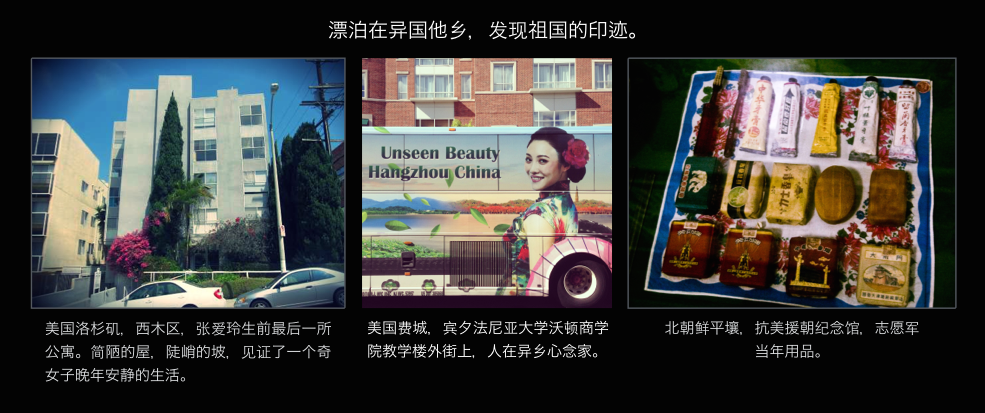 漂泊在异国他乡，发现祖国的印迹。
Unseen Beauty
Hangzhou China
美国洛杉矶，西木区，张爱玲生前最后一所
公寓。简陋的屋，陡峭的坡，见证了一个奇
女子晚年安静的生活。
美国费城，宾夕法尼亚大学沃顿商学
院教学楼外街上，人在异乡心念家。
北朝鲜平壤，抗美援朝纪念馆，志愿军
当年用品。